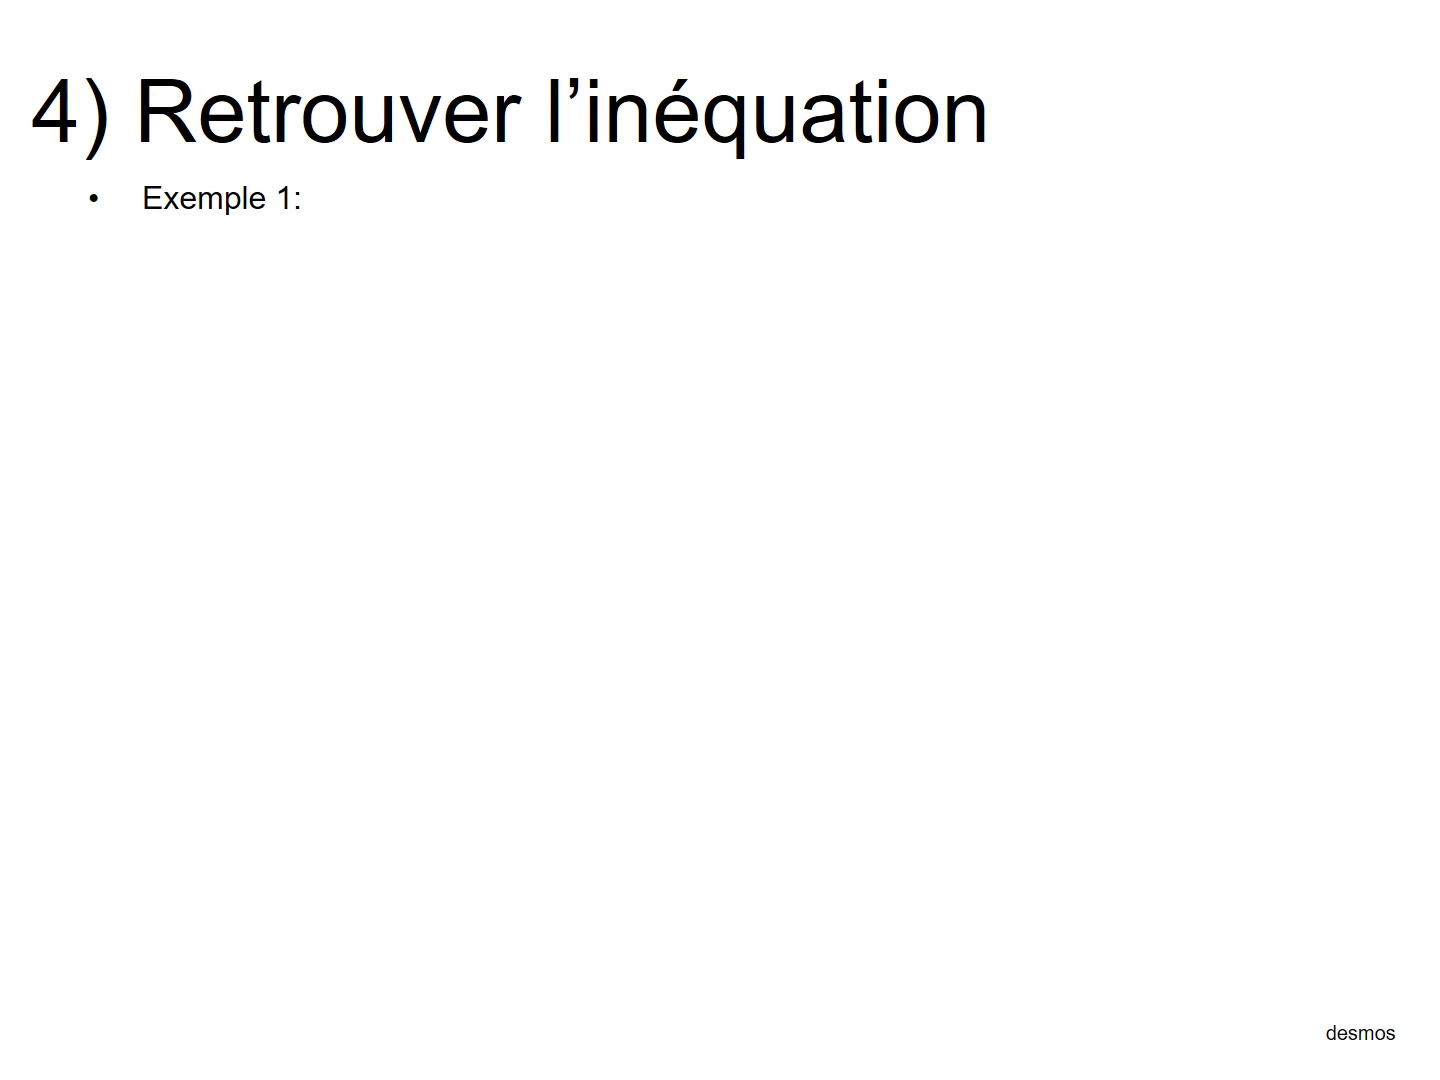 4) Retrouver l’inéquation
• Exemple 1:
desmos